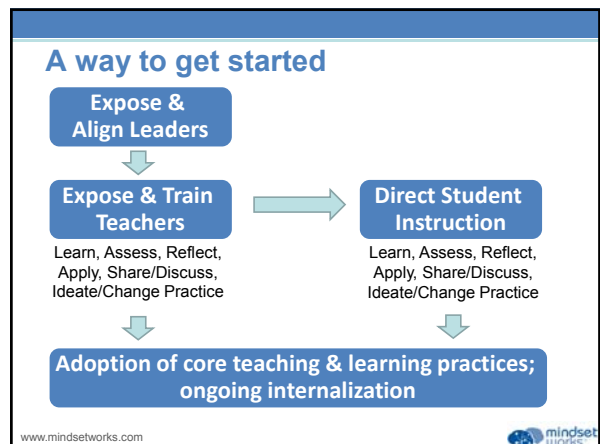 A way to get started
Expose &
Align Leaders
Expose & Train
Teachers
Learn, Assess, Reflect,
Apply, Share/Discuss,
Ideate/Change Practice
Direct Student
Instruction
Learn, Assess, Reflect,
Apply, Share/Discuss,
Ideate/Change Practice
Adoption of core teaching & learning practices;
ongoing internalization
www.mindsetworks.com
mindset
works